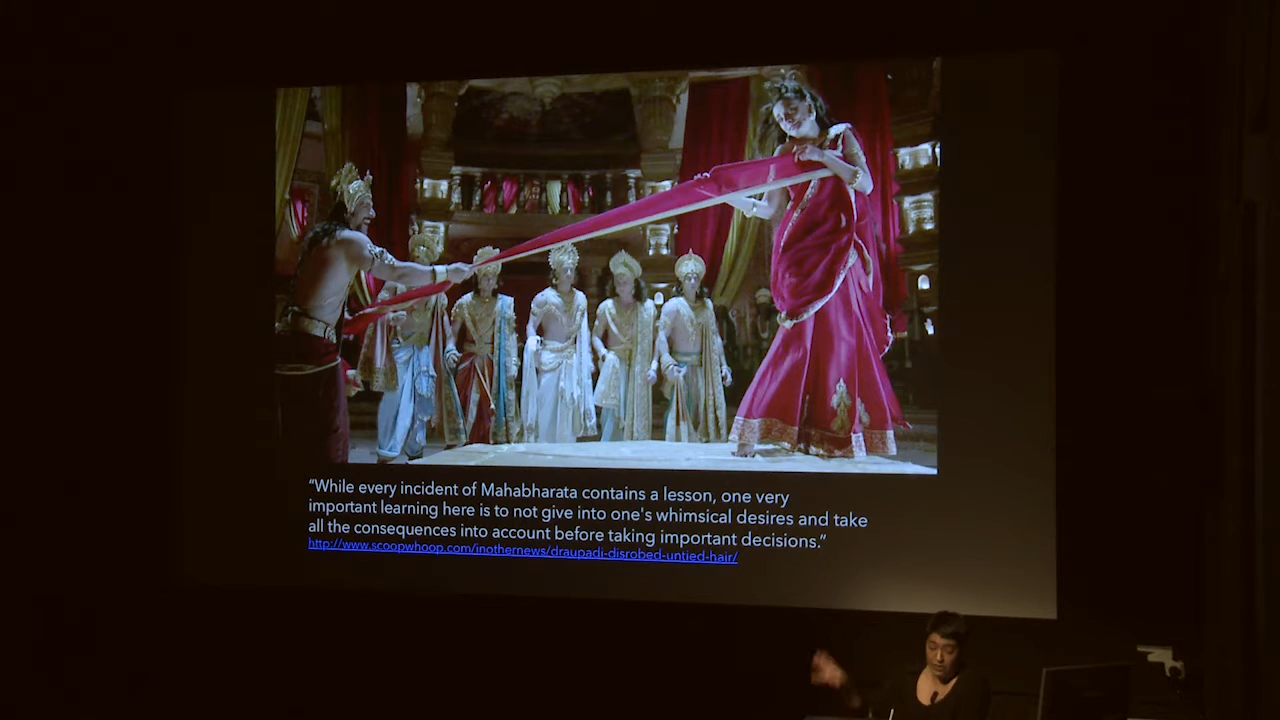 “While every incident of Mahabharata contains a lesson, one very
important learning here is to not give into one's whimsical desires and take
all the consequences into account before taking important decisions.”
http://www.scoopwhoop.com/inothernews/draupadi-disrobed-untied-hair/